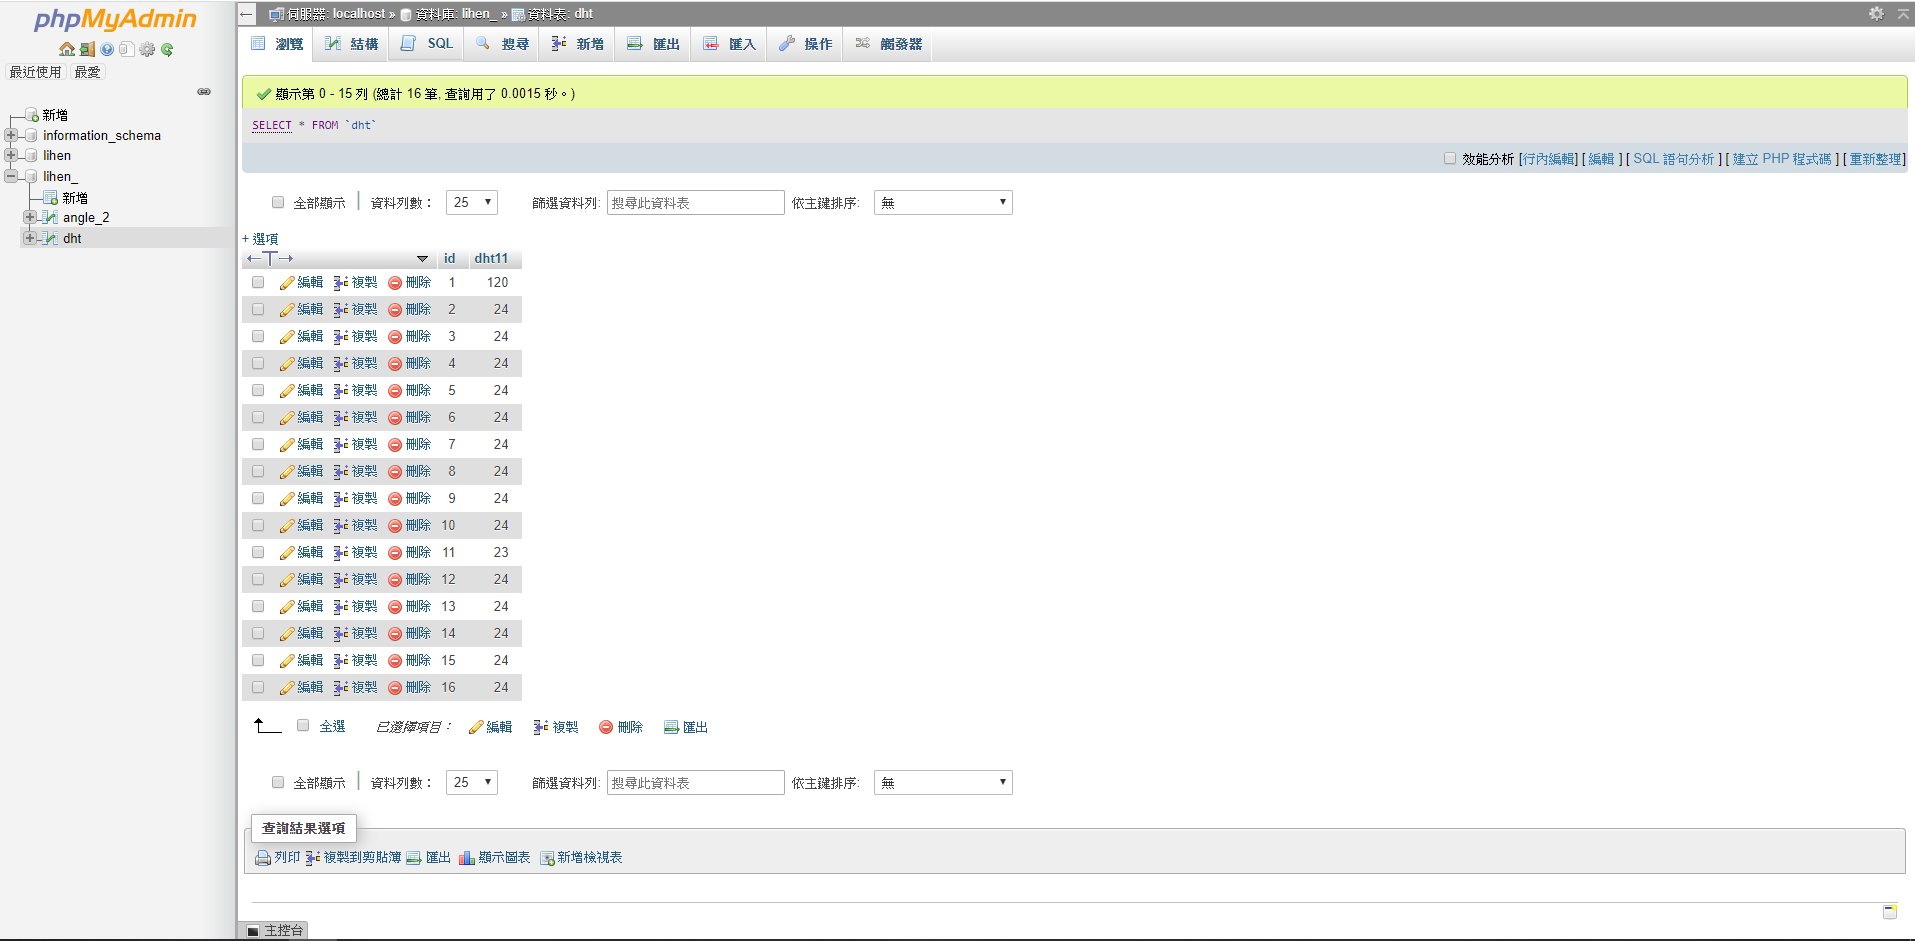 phpMyAdmin
最近使用 最愛
新增
information_schema
lihen
lihen_
新增
angle_2
dht
伺服器: localhost » 資料庫: lihen_ » 資料表: dht
瀏覽 結構 SQL 搜尋 新增 匯出 匯入 操作 觸發器
顯示第 0 - 15 列 (總計 16 筆, 查詢用了 0.0015 秒。)
SELECT * FROM `dht`
效能分析 [行內編輯] [ 編輯 ] [ SQL 語句分析 ] [ 建立 PHP 程式碼 ] [ 重新整理]
全部顯示 資料列數： 25 篩選資料列: 搜尋此資料表 依主鍵排序: 無
+ 選項
←T→ id dht11
編輯 複製 刪除 1 120
編輯 複製 刪除 2 24
編輯 複製 刪除 3 24
編輯 複製 刪除 4 24
編輯 複製 刪除 5 24
編輯 複製 刪除 6 24
編輯 複製 刪除 7 24
編輯 複製 刪除 8 24
編輯 複製 刪除 9 24
編輯 複製 刪除 10 24
編輯 複製 刪除 11 23
編輯 複製 刪除 12 24
編輯 複製 刪除 13 24
編輯 複製 刪除 14 24
編輯 複製 刪除 15 24
編輯 複製 刪除 16 24
全選 已選擇項目： 編輯 複製 刪除 匯出
全部顯示 資料列數： 25 篩選資料列: 搜尋此資料表 依主鍵排序: 無
查詢結果選項
列印 複製到剪貼簿 匯出 顯示圖表 新增檢視表
主控台